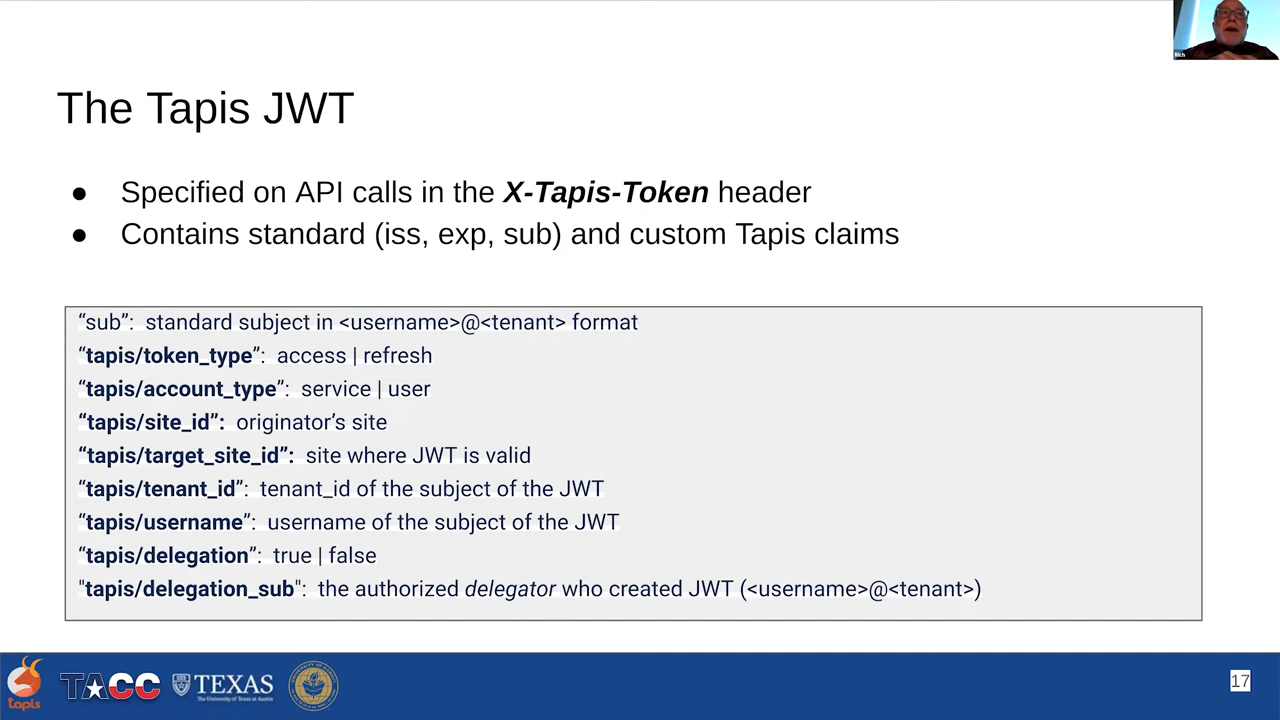 Rich
The Tapis JWT
● Specified on API calls in the X-Tapis-Token header
● Contains standard (iss, exp, sub) and custom Tapis claims
“sub”: standard subject in <username>@<tenant> format
“tapis/token_type”: access | refresh
“tapis/account_type”: service | user
“tapis/site_id”: originator’s site
“tapis/target_site_id”: site where JWT is valid
“tapis/tenant_id”: tenant_id of the subject of the JWT
“tapis/username”: username of the subject of the JWT
“tapis/delegation”: true | false
"tapis/delegation_sub": the authorized delegator who created JWT (<username>@<tenant>)
tapis
TACC
TEXAS
The University of Texas at Austin
17